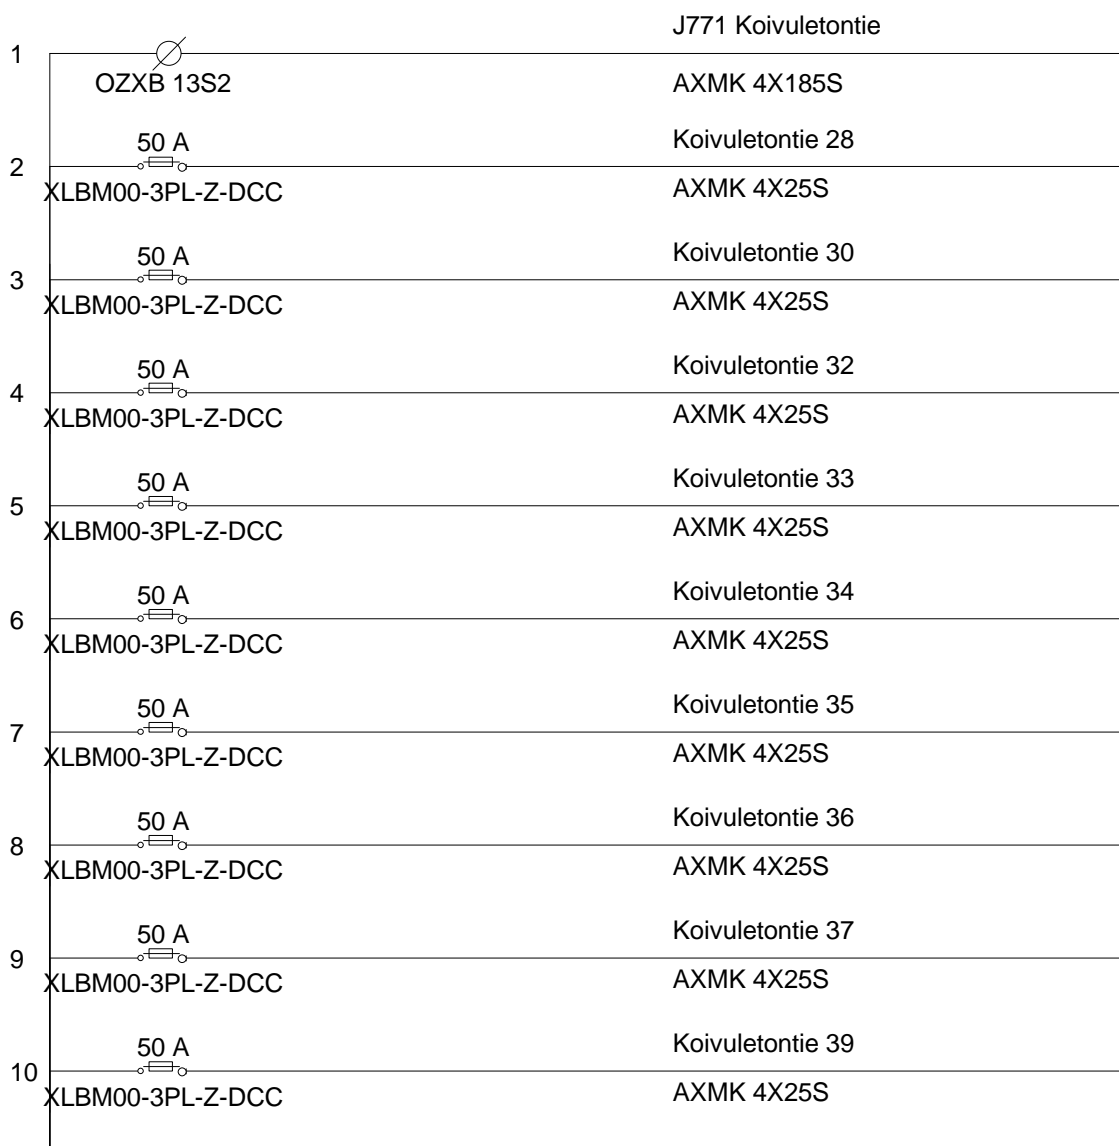 J771 Koivuletontie
1
OZXB 13S2 AXMK 4X185S
50 A Koivuletontie 28
2
XLBM00-3PL-Z-DCC AXMK 4X25S
50 A Koivuletontie 30
3
XLBM00-3PL-Z-DCC AXMK 4X25S
50 A Koivuletontie 32
4
XLBM00-3PL-Z-DCC AXMK 4X25S
50 A Koivuletontie 33
5
XLBM00-3PL-Z-DCC AXMK 4X25S
50 A Koivuletontie 34
6
XLBM00-3PL-Z-DCC AXMK 4X25S
50 A Koivuletontie 35
7
XLBM00-3PL-Z-DCC AXMK 4X25S
50 A Koivuletontie 36
8
XLBM00-3PL-Z-DCC AXMK 4X25S
50 A Koivuletontie 37
9
XLBM00-3PL-Z-DCC AXMK 4X25S
50 A Koivuletontie 39
10
XLBM00-3PL-Z-DCC AXMK 4X25S